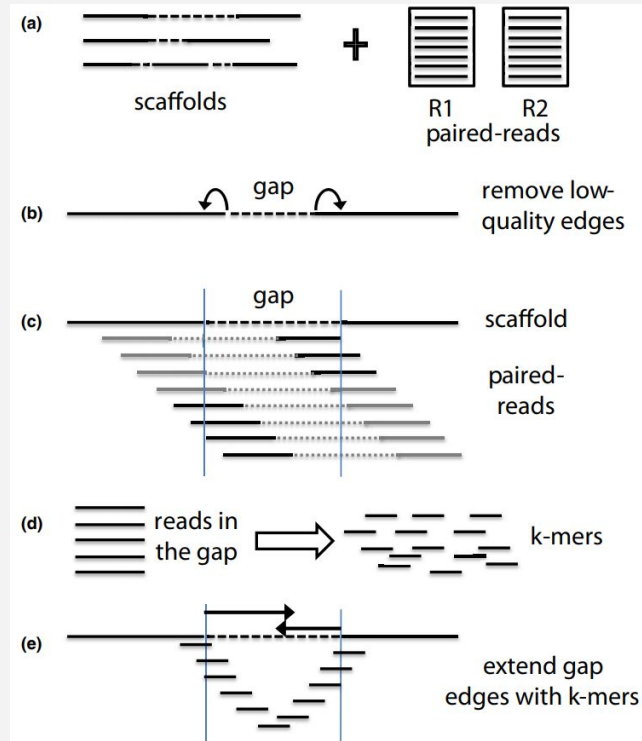 (a)
scaffolds
R1 R2
paired-reads
(b)
gap
remove low-
quality edges
(c)
gap
scaffold
paired-
reads
(d)
reads in
the gap
k-mers
(e)
extend gap
edges with k-mers